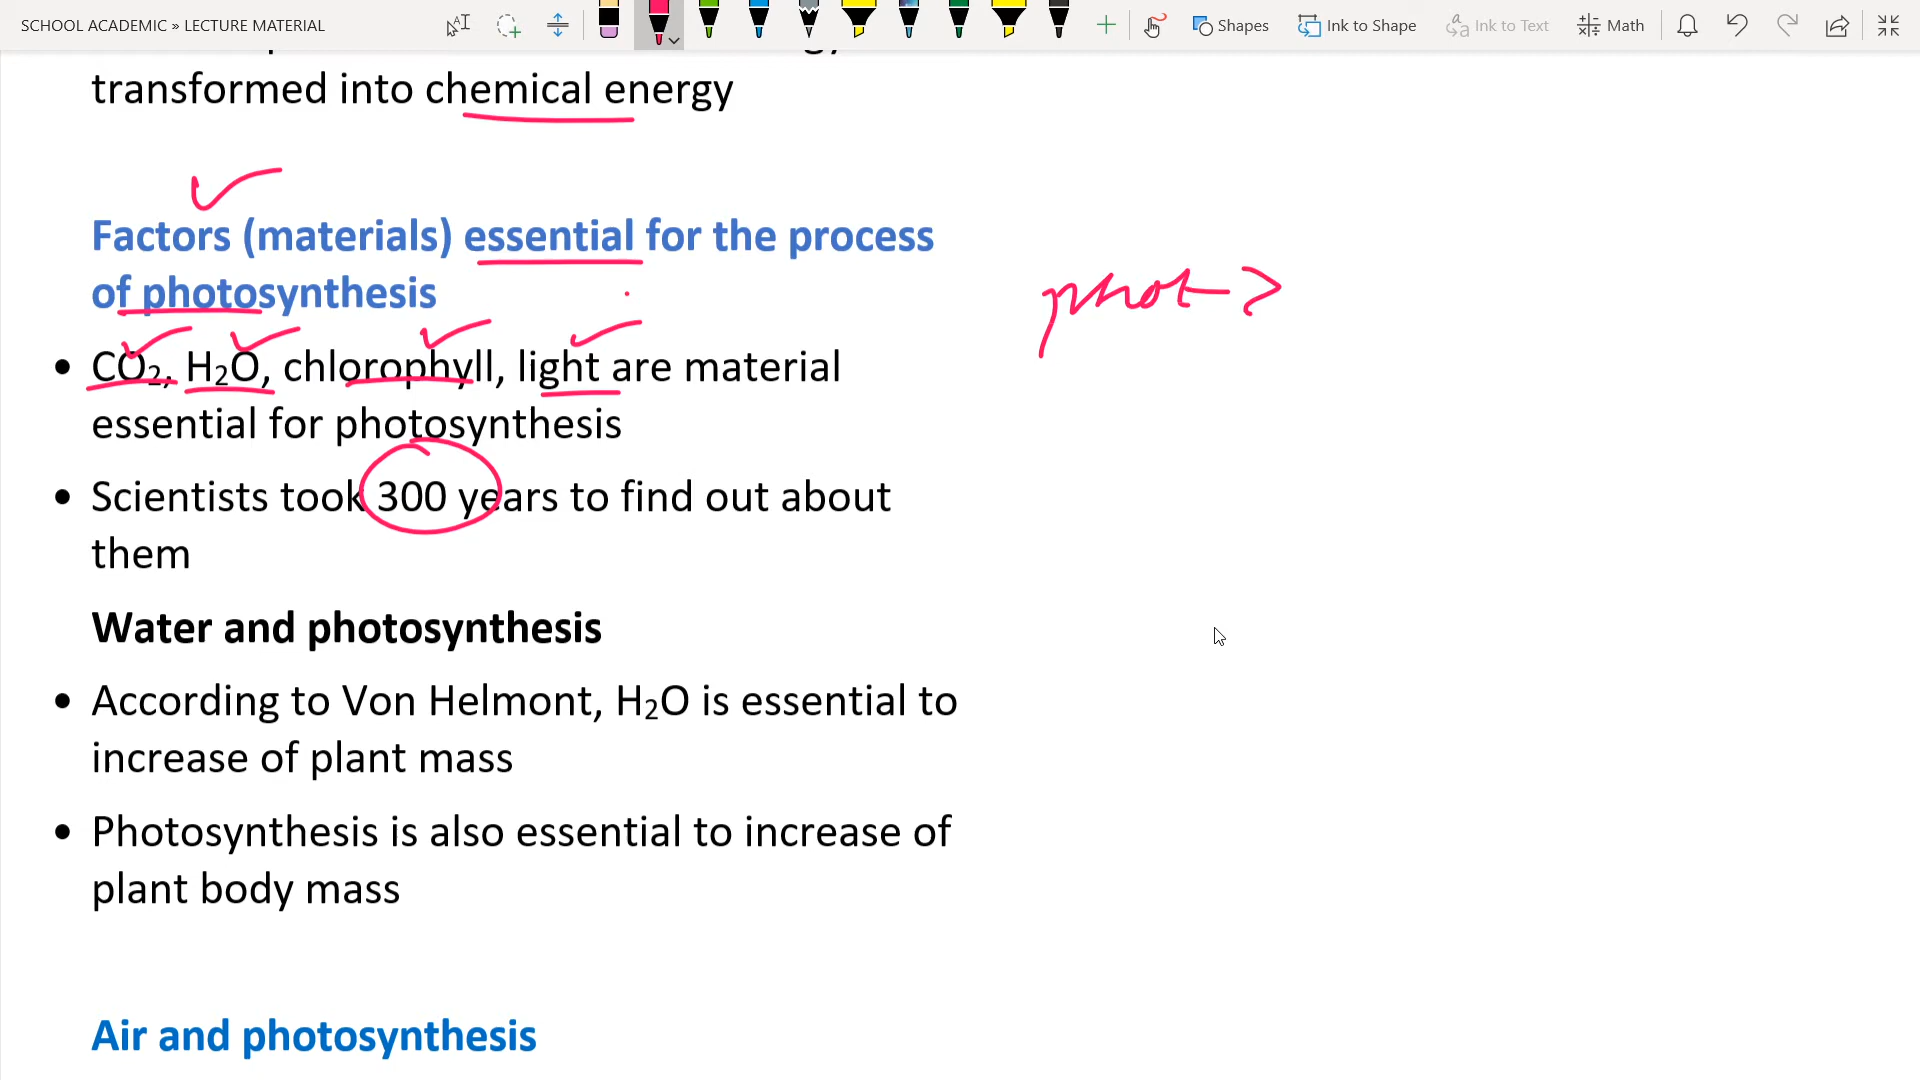 SCHOOL ACADEMIC » LECTURE MATERIAL
Shapes
Ink to Shape
Ink to Text
Math
transformed into chemical energy
Factors (materials) essential for the process
of photosynthesis
• CO₂, H₂O, chlorophyll, light are material
essential for photosynthesis
• Scientists took 300 years to find out about
them
Water and photosynthesis
• According to Von Helmont, H₂O is essential to
increase of plant mass
• Photosynthesis is also essential to increase of
plant body mass
Air and photosynthesis